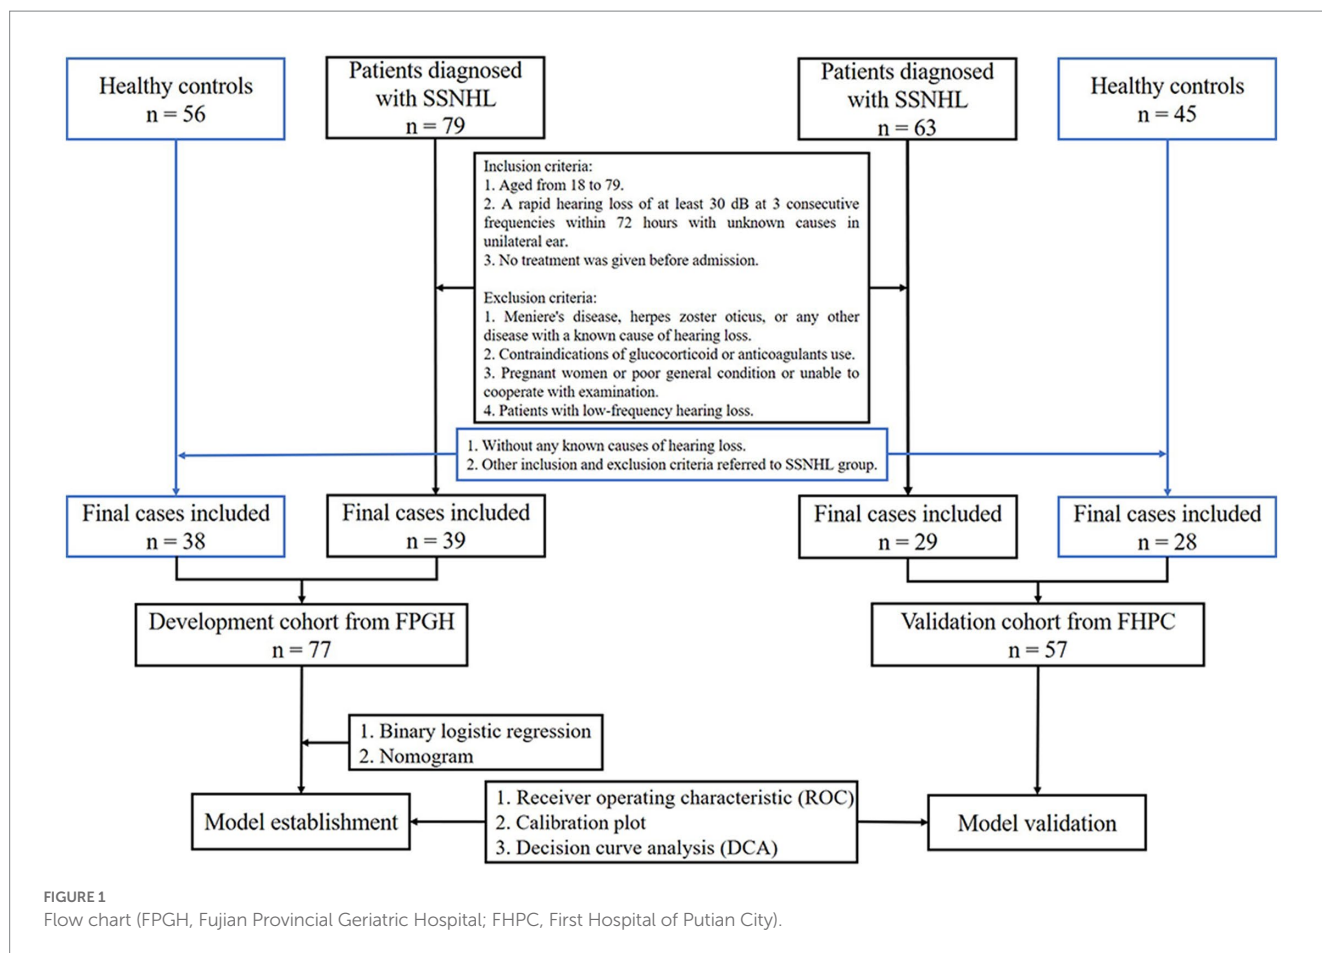 Healthy controls
n = 56
Patients diagnosed
with SSNHL
n = 79
Patients diagnosed
with SSNHL
n = 63
Healthy controls
n = 45
Inclusion criteria:
1. Aged from 18 to 79.
2. A rapid hearing loss of at least 30 dB at 3 consecutive
frequencies within 72 hours with unknown causes in
unilateral ear.
3. No treatment was given before admission.
Exclusion criteria:
1. Meniere's disease, herpes zoster oticus, or any other
disease with a known cause of hearing loss.
2. Contraindications of glucocorticoid or anticoagulants use.
3. Pregnant women or poor general condition or unable to
cooperate with examination.
4. Patients with low-frequency hearing loss.
1. Without any known causes of hearing loss.
2. Other inclusion and exclusion criteria referred to SSNHL group.
Final cases included
n = 38
Final cases included
n = 39
Final cases included
n = 29
Final cases included
n = 28
Development cohort from FPGH
n = 77
Validation cohort from FHPC
n = 57
1. Binary logistic regression
2. Nomogram
Model establishment
1. Receiver operating characteristic (ROC)
2. Calibration plot
3. Decision curve analysis (DCA)
Model validation
FIGURE 1
Flow chart (FPGH, Fujian Provincial Geriatric Hospital; FHPC, First Hospital of Putian City).